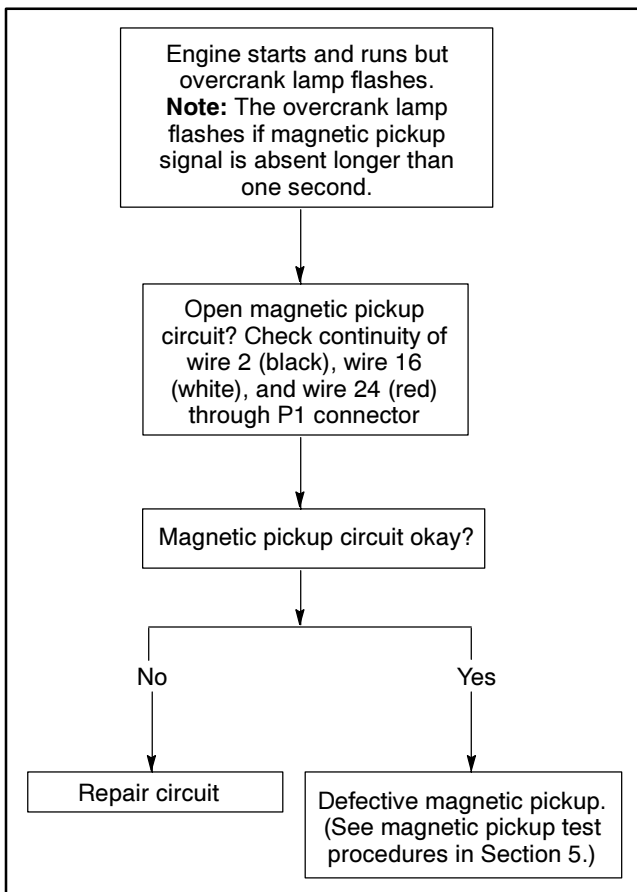 Engine starts and runs but
overcrank lamp flashes.
Note: The overcrank lamp
flashes if magnetic pickup
signal is absent longer than
one second.
Open magnetic pickup
circuit? Check continuity of
wire 2 (black), wire 16
(white), and wire 24 (red)
through P1 connector
Magnetic pickup circuit okay?
No
Yes
Repair circuit
Defective magnetic pickup.
(See magnetic pickup test
procedures in Section 5.)